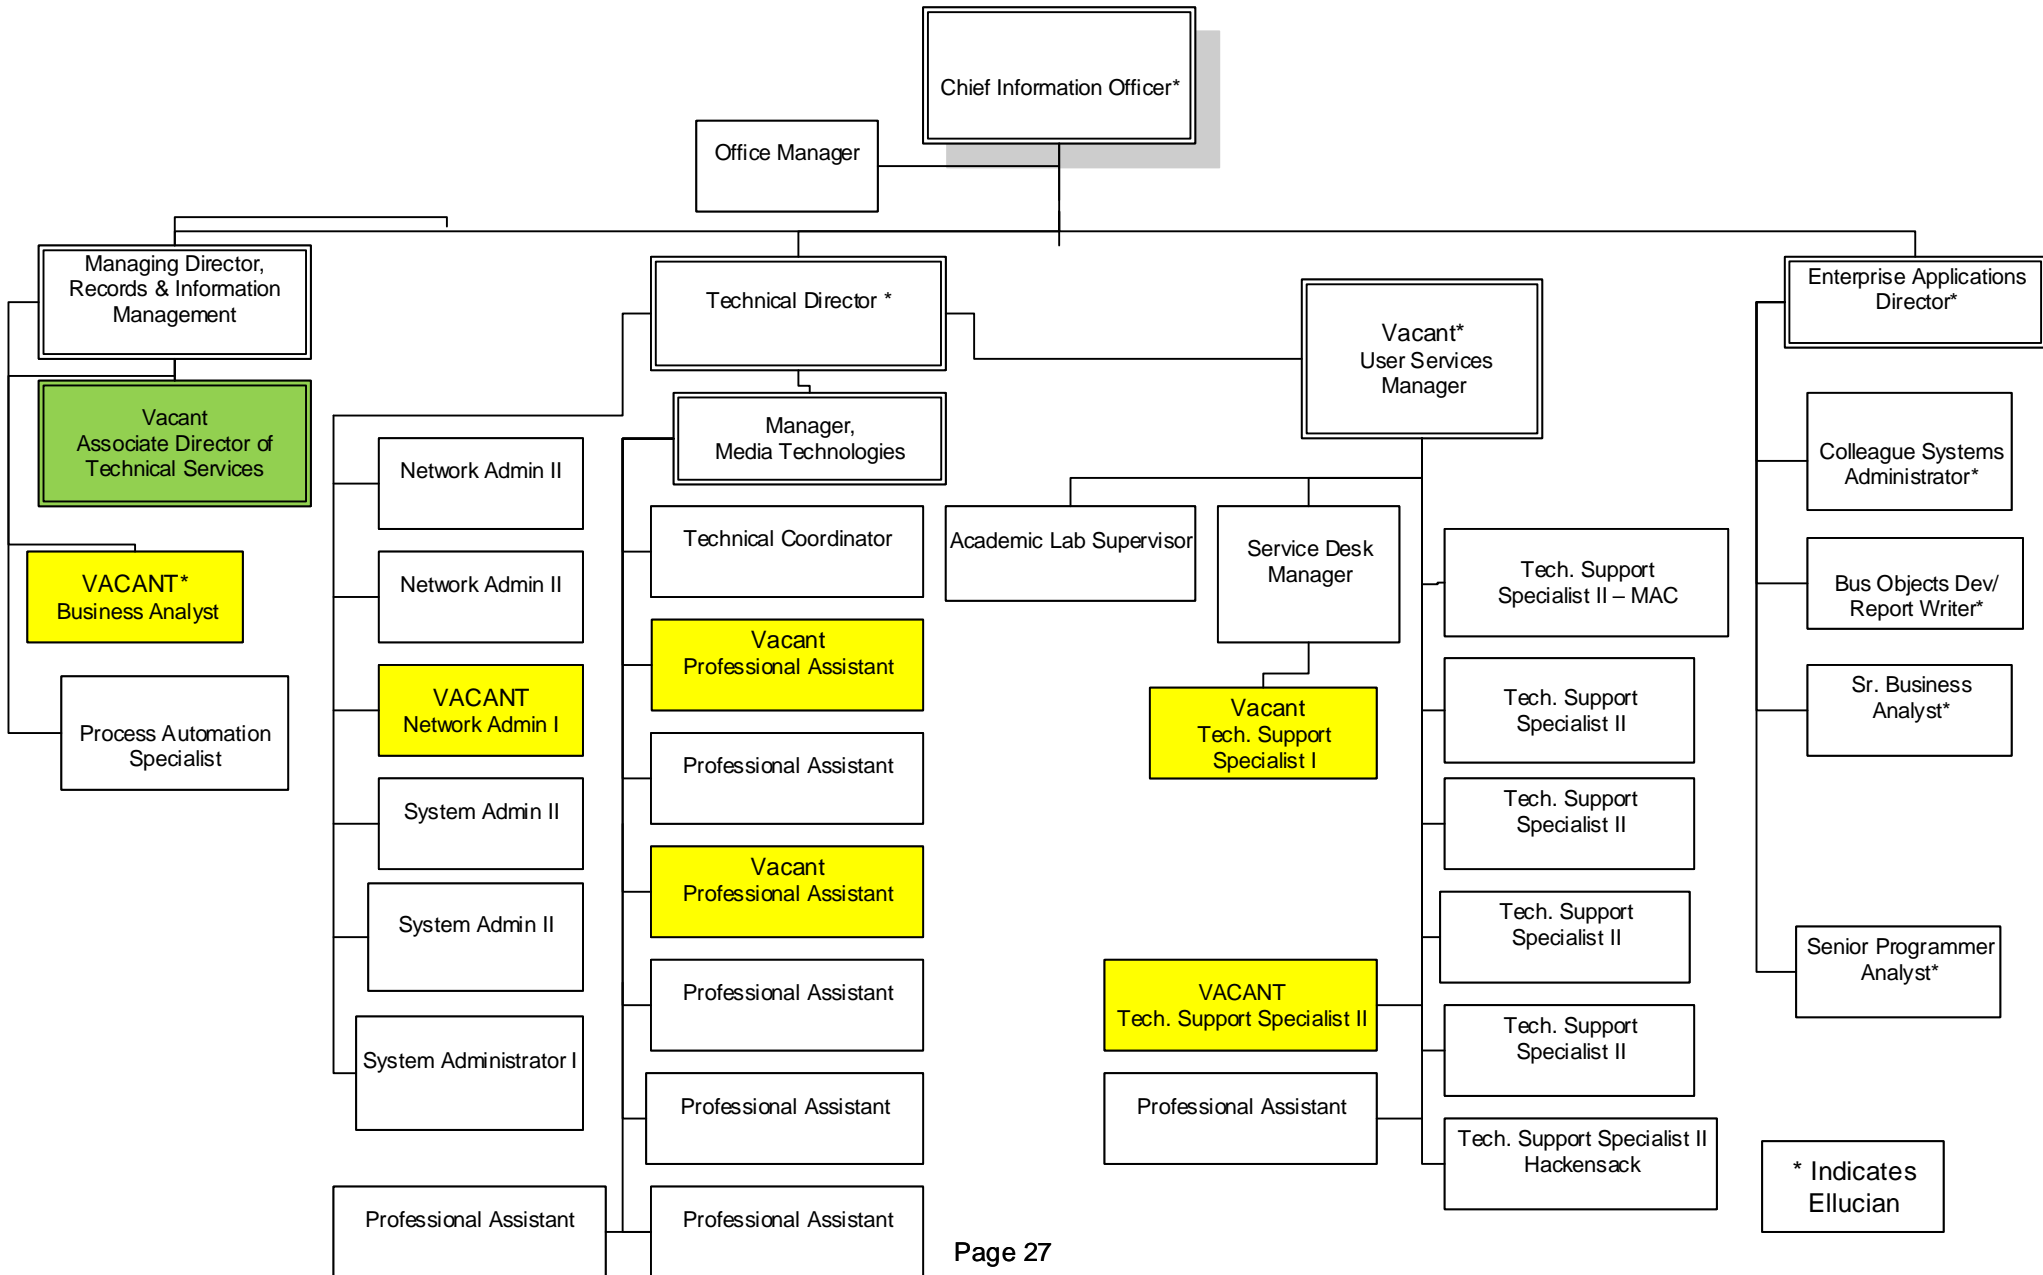 Chief Information Officer*
Office Manager
Managing Director,
Records & Information
Management
Vacant
Associate Director of
Technical Services
VACANT*
Business Analyst
Process Automation
Specialist
Technical Director *
Network Admin II
Network Admin II
VACANT
Network Admin I
System Admin II
System Admin II
System Administrator I
Manager,
Media Technologies
Technical Coordinator
Vacant
Professional Assistant
Professional Assistant
Vacant
Professional Assistant
Professional Assistant
Professional Assistant
Professional Assistant
Professional Assistant
Vacant*
User Services
Manager
Academic Lab Supervisor
Service Desk
Manager
Vacant
Tech. Support
Specialist I
Tech. Support
Specialist II – MAC
Tech. Support
Specialist II
Tech. Support
Specialist II
Tech. Support
Specialist II
VACANT
Tech. Support Specialist II
Tech. Support
Specialist II
Professional Assistant
Tech. Support Specialist II
Hackensack
Enterprise Applications
Director*
Colleague Systems
Administrator*
Bus Objects Dev/
Report Writer*
Sr. Business
Analyst*
Senior Programmer
Analyst*
* Indicates
Ellucian
Page 27